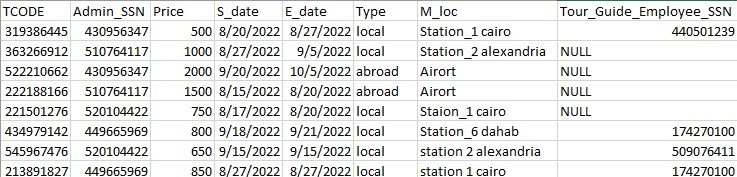 TCODE Admin_SSN Price S_date E_date Type M_loc Tour_Guide_Employee_SSN
319386445 430956347 500 8/20/2022 8/27/2022 local Station_1 cairo 440501239
363266912 510764117 1000 8/27/2022 9/5/2022 local Station_2 alexandria NULL
522210662 430956347 2000 9/20/2022 10/5/2022 abroad Airort NULL
222188166 510764117 1500 8/15/2022 8/20/2022 abroad Airort NULL
221501276 520104422 750 8/17/2022 8/20/2022 local Staion_1 cairo NULL
434979142 449665969 800 9/18/2022 9/21/2022 local Station_6 dahab 174270100
545967476 520104422 650 9/15/2022 9/15/2022 local station 2 alexandria 509076411
213891827 449665969 850 8/27/2022 8/27/2022 local station 1 cairo 174270100